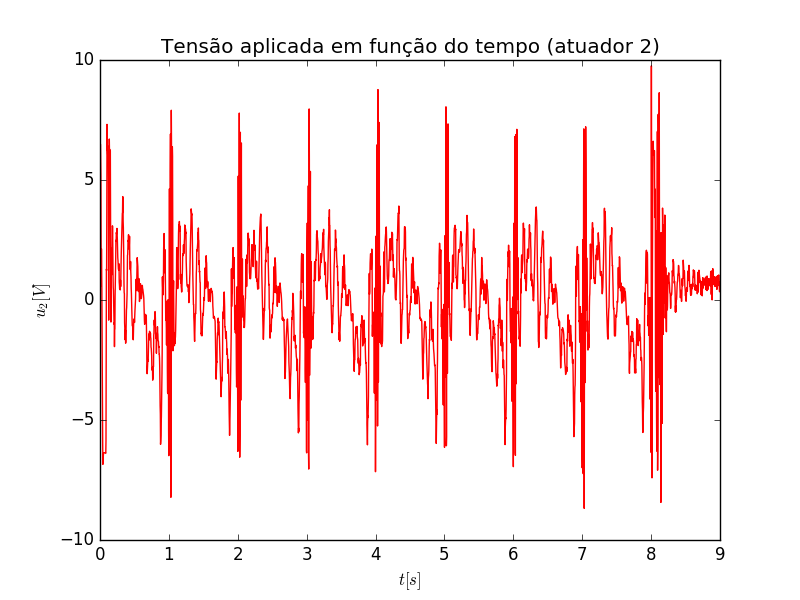 Tensão aplicada em função do tempo (atuador 2)
10
5
0
−5
−10
u₂[V]
0 1 2 3 4 5 6 7 8 9
t[s]